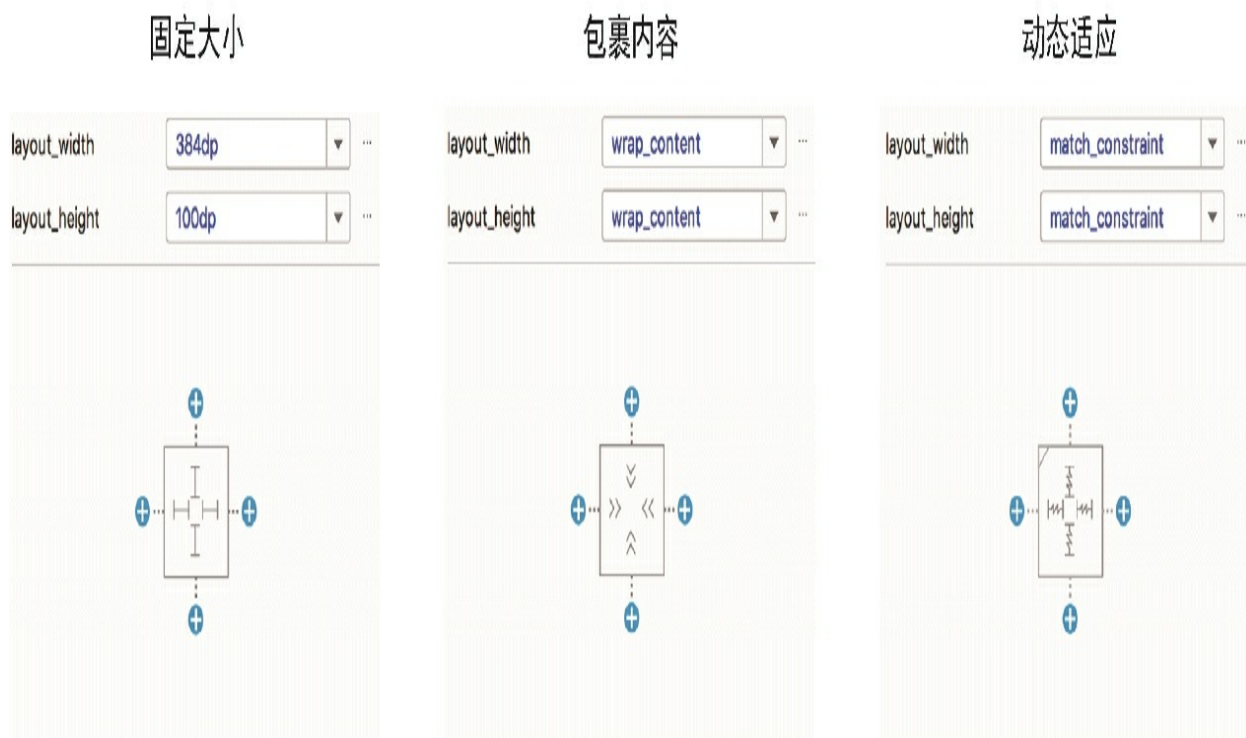 固定大小
包裹内容
动态适应
layout_width 384dp
layout_width wrap_content
layout_width match_constraint
layout_height 100dp
layout_height wrap_content
layout_height match_constraint